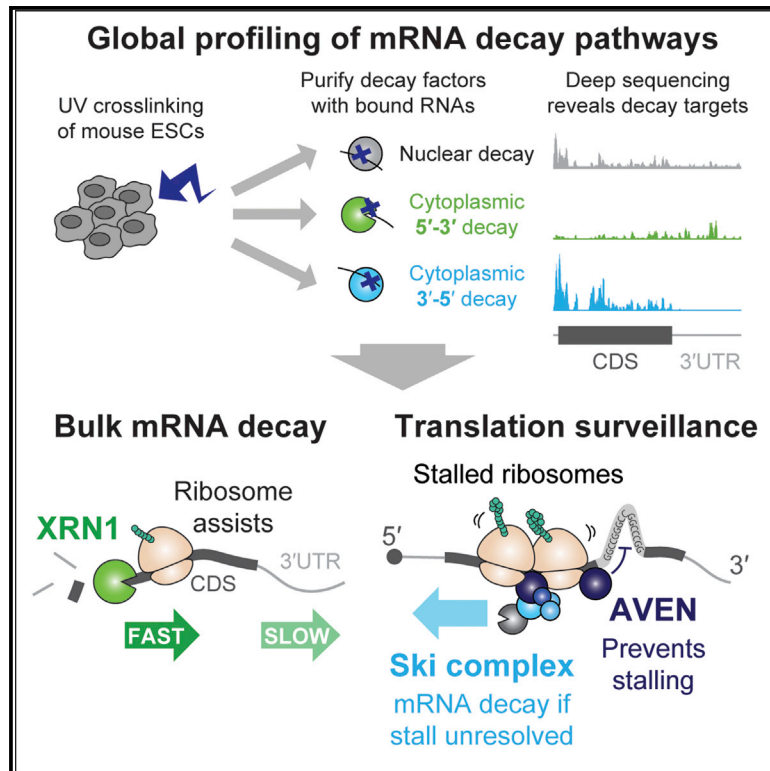 Global profiling of mRNA decay pathways
UV crosslinking
of mouse ESCs
Purify decay factors
with bound RNAs
Deep sequencing
reveals decay targets
Nuclear decay
Cytoplasmic
5′-3′ decay
Cytoplasmic
3′-5′ decay
CDS
3′UTR
Bulk mRNA decay
XRN1
Ribosome
assists
3′UTR
CDS
FAST
SLOW
Translation surveillance
Stalled ribosomes
5′
3′
AVEN
Prevents
stalling
Ski complex
mRNA decay if
stall unresolved